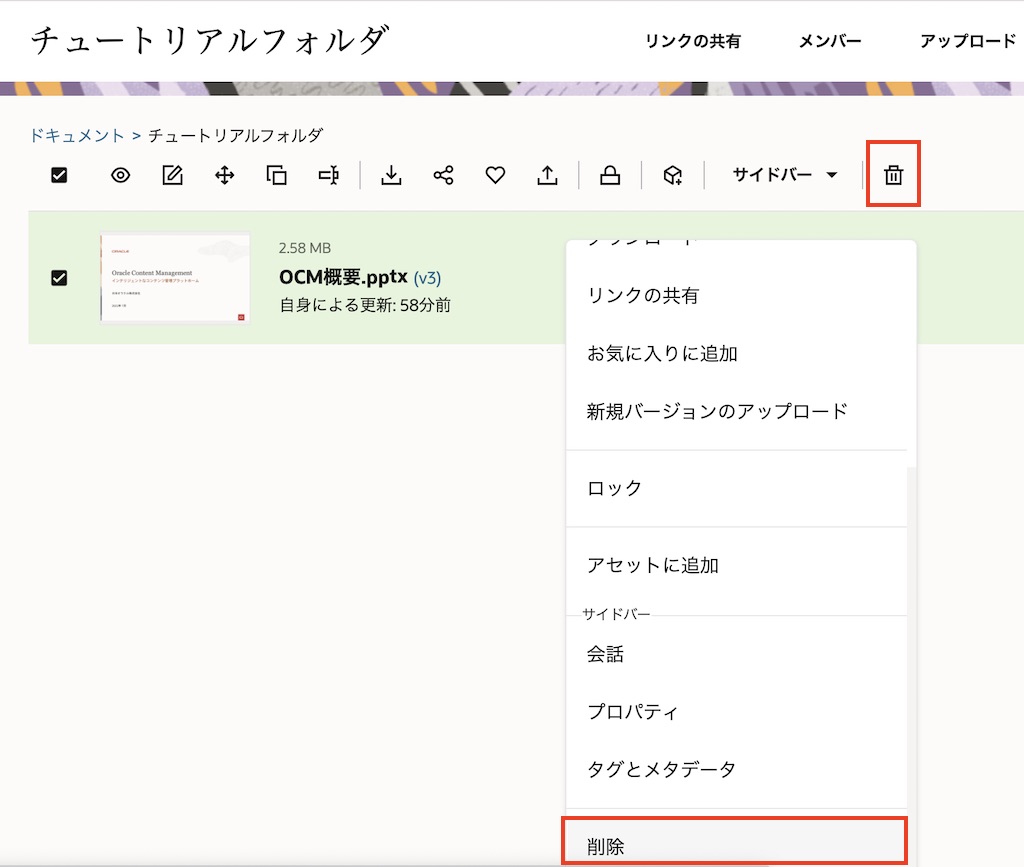 チュートリアルフォルダ
リンクの共有
メンバー
アップロード
ドキュメント > チュートリアルフォルダ
サイドバー
2.58 MB
OCM概要.pptx (v3)
自身による更新: 58分前
ORACLE
Oracle Content Management
インテリジェントなコンテンツ管理プラットホーム
ダウンロード
リンクの共有
お気に入りに追加
新規バージョンのアップロード
ロック
アセットに追加
サイドバー
会話
プロパティ
タグとメタデータ
削除